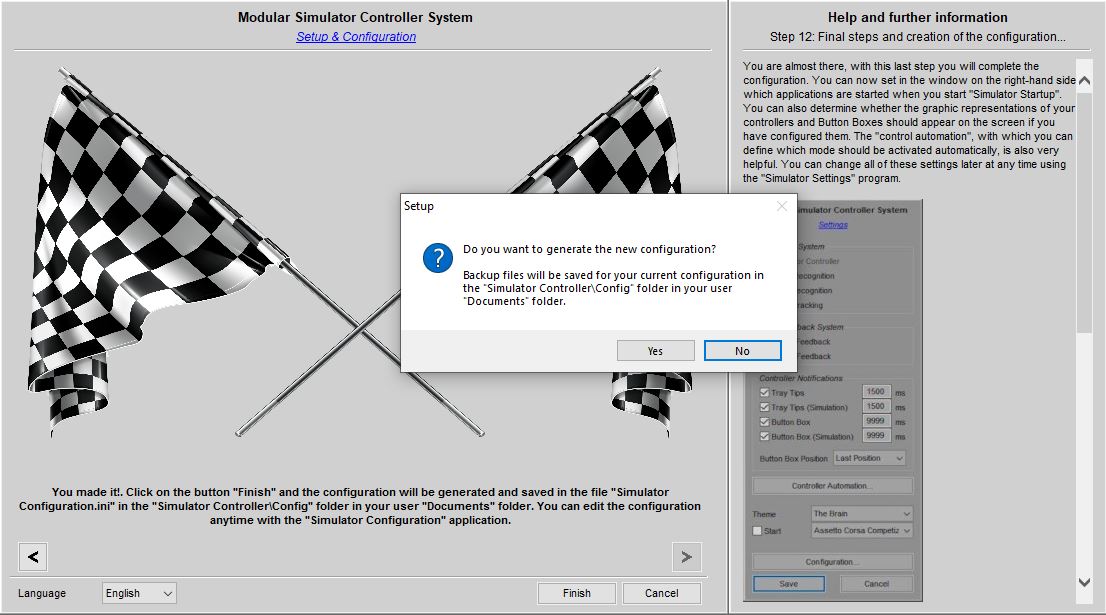 Modular Simulator Controller System
Setup & Configuration
You made it!. Click on the button "Finish" and the configuration will be generated and saved in the file "Simulator
Configuration.ini" in the "Simulator Controller\Config" folder in your user "Documents" folder. You can edit the configuration
anytime with the "Simulator Configuration" application.
<
>
Language
English
Finish
Cancel
Setup
Do you want to generate the new configuration?
Backup files will be saved for your current configuration in
the "Simulator Controller\Config" folder in your user
"Documents" folder.
Yes
No
Help and further information
Step 12: Final steps and creation of the configuration...
You are almost there, with this last step you will complete the
configuration. You can now set in the window on the right-hand side
which applications are started when you start "Simulator Startup".
You can also determine whether the graphic representations of your
controllers and Button Boxes should appear on the screen if you
have configured them. The "control automation", with which you can
define which mode should be activated automatically, is also very
helpful. You can change all of these settings later at any time using
the "Simulator Settings" program.
imulator Controller System
Settings
System
or Controller
ecognition
ecognition
racking
back System
Feedback
Feedback
Controller Notifications
Tray Tips 1500 ms
Tray Tips (Simulation) 1500 ms
Button Box 9999 ms
Button Box (Simulation) 9999 ms
Button Box Position Last Position
Controller Automation...
Theme The Brain
Start Assetto Corsa Competiz
Configuration...
Save Cancel